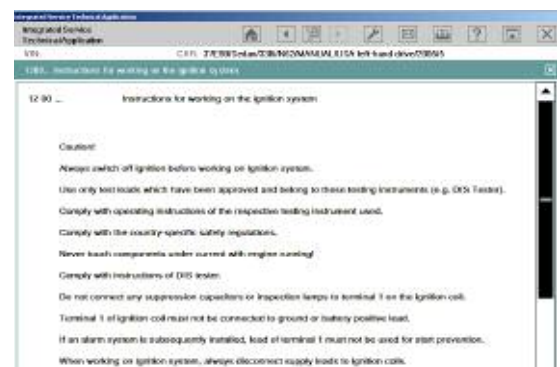 Integrated Service Technical Application
Integrated Service
Technical Application
VIN: CAR: /USA left-hand drive/2006/5
1200... Instructions for working on the ignition system
12 00 ... Instructions for working on the ignition system
Caution!
Always switch off ignition before working on ignition system.
Use only test leads which have been approved and belong to these testing instruments (e.g. DIS Tester).
Comply with operating instructions of the respective testing instrument used.
Comply with the country-specific safety regulations.
Never touch components under current with engine running!
Comply with instructions of DIS tester.
Do not connect any suppression capacitors or inspection lamps to terminal 1 on the ignition coil.
Terminal 1 of ignition coil must not be connected to ground or battery positive lead.
If an alarm system is subsequently installed, lead of terminal 1 must not be used for start prevention.
When working on ignition system, always disconnect supply leads to ignition coils.